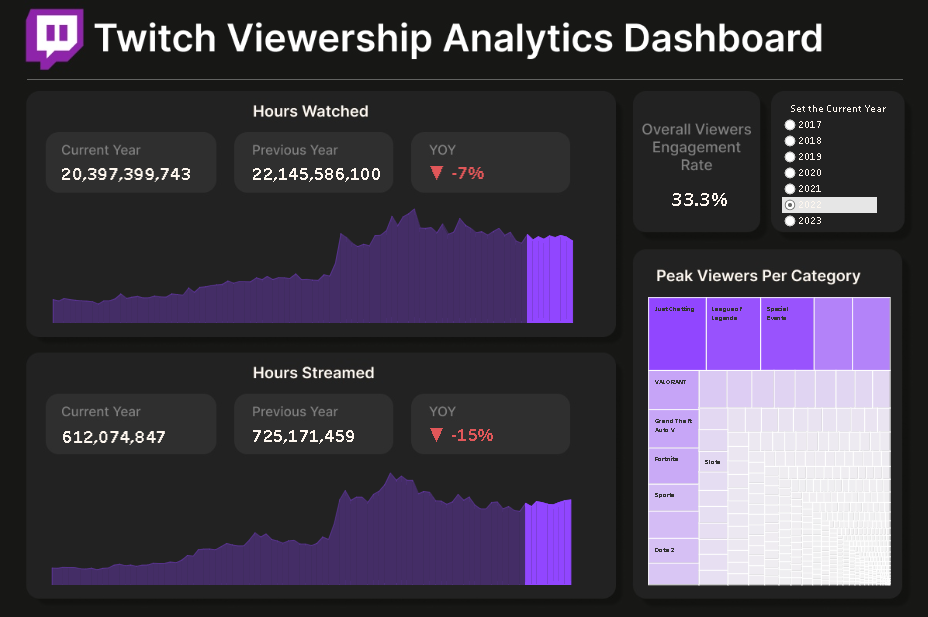 Twitch Viewership Analytics Dashboard
Hours Watched
Current Year
20,397,399,743
Previous Year
22,145,586,100
YOY
▼ -7%
Overall Viewers
Engagement
Rate
33.3%
Set the Current Year
2017
2018
2019
2020
2021
2022
2023
Hours Streamed
Current Year
612,074,847
Previous Year
725,171,459
YOY
▼ -15%
Peak Viewers Per Category
Just Chatting
League of
Legends
Special
Events
VALORANT
Grand Theft
Auto V
Fortnite
Slots
Sports
Dota 2